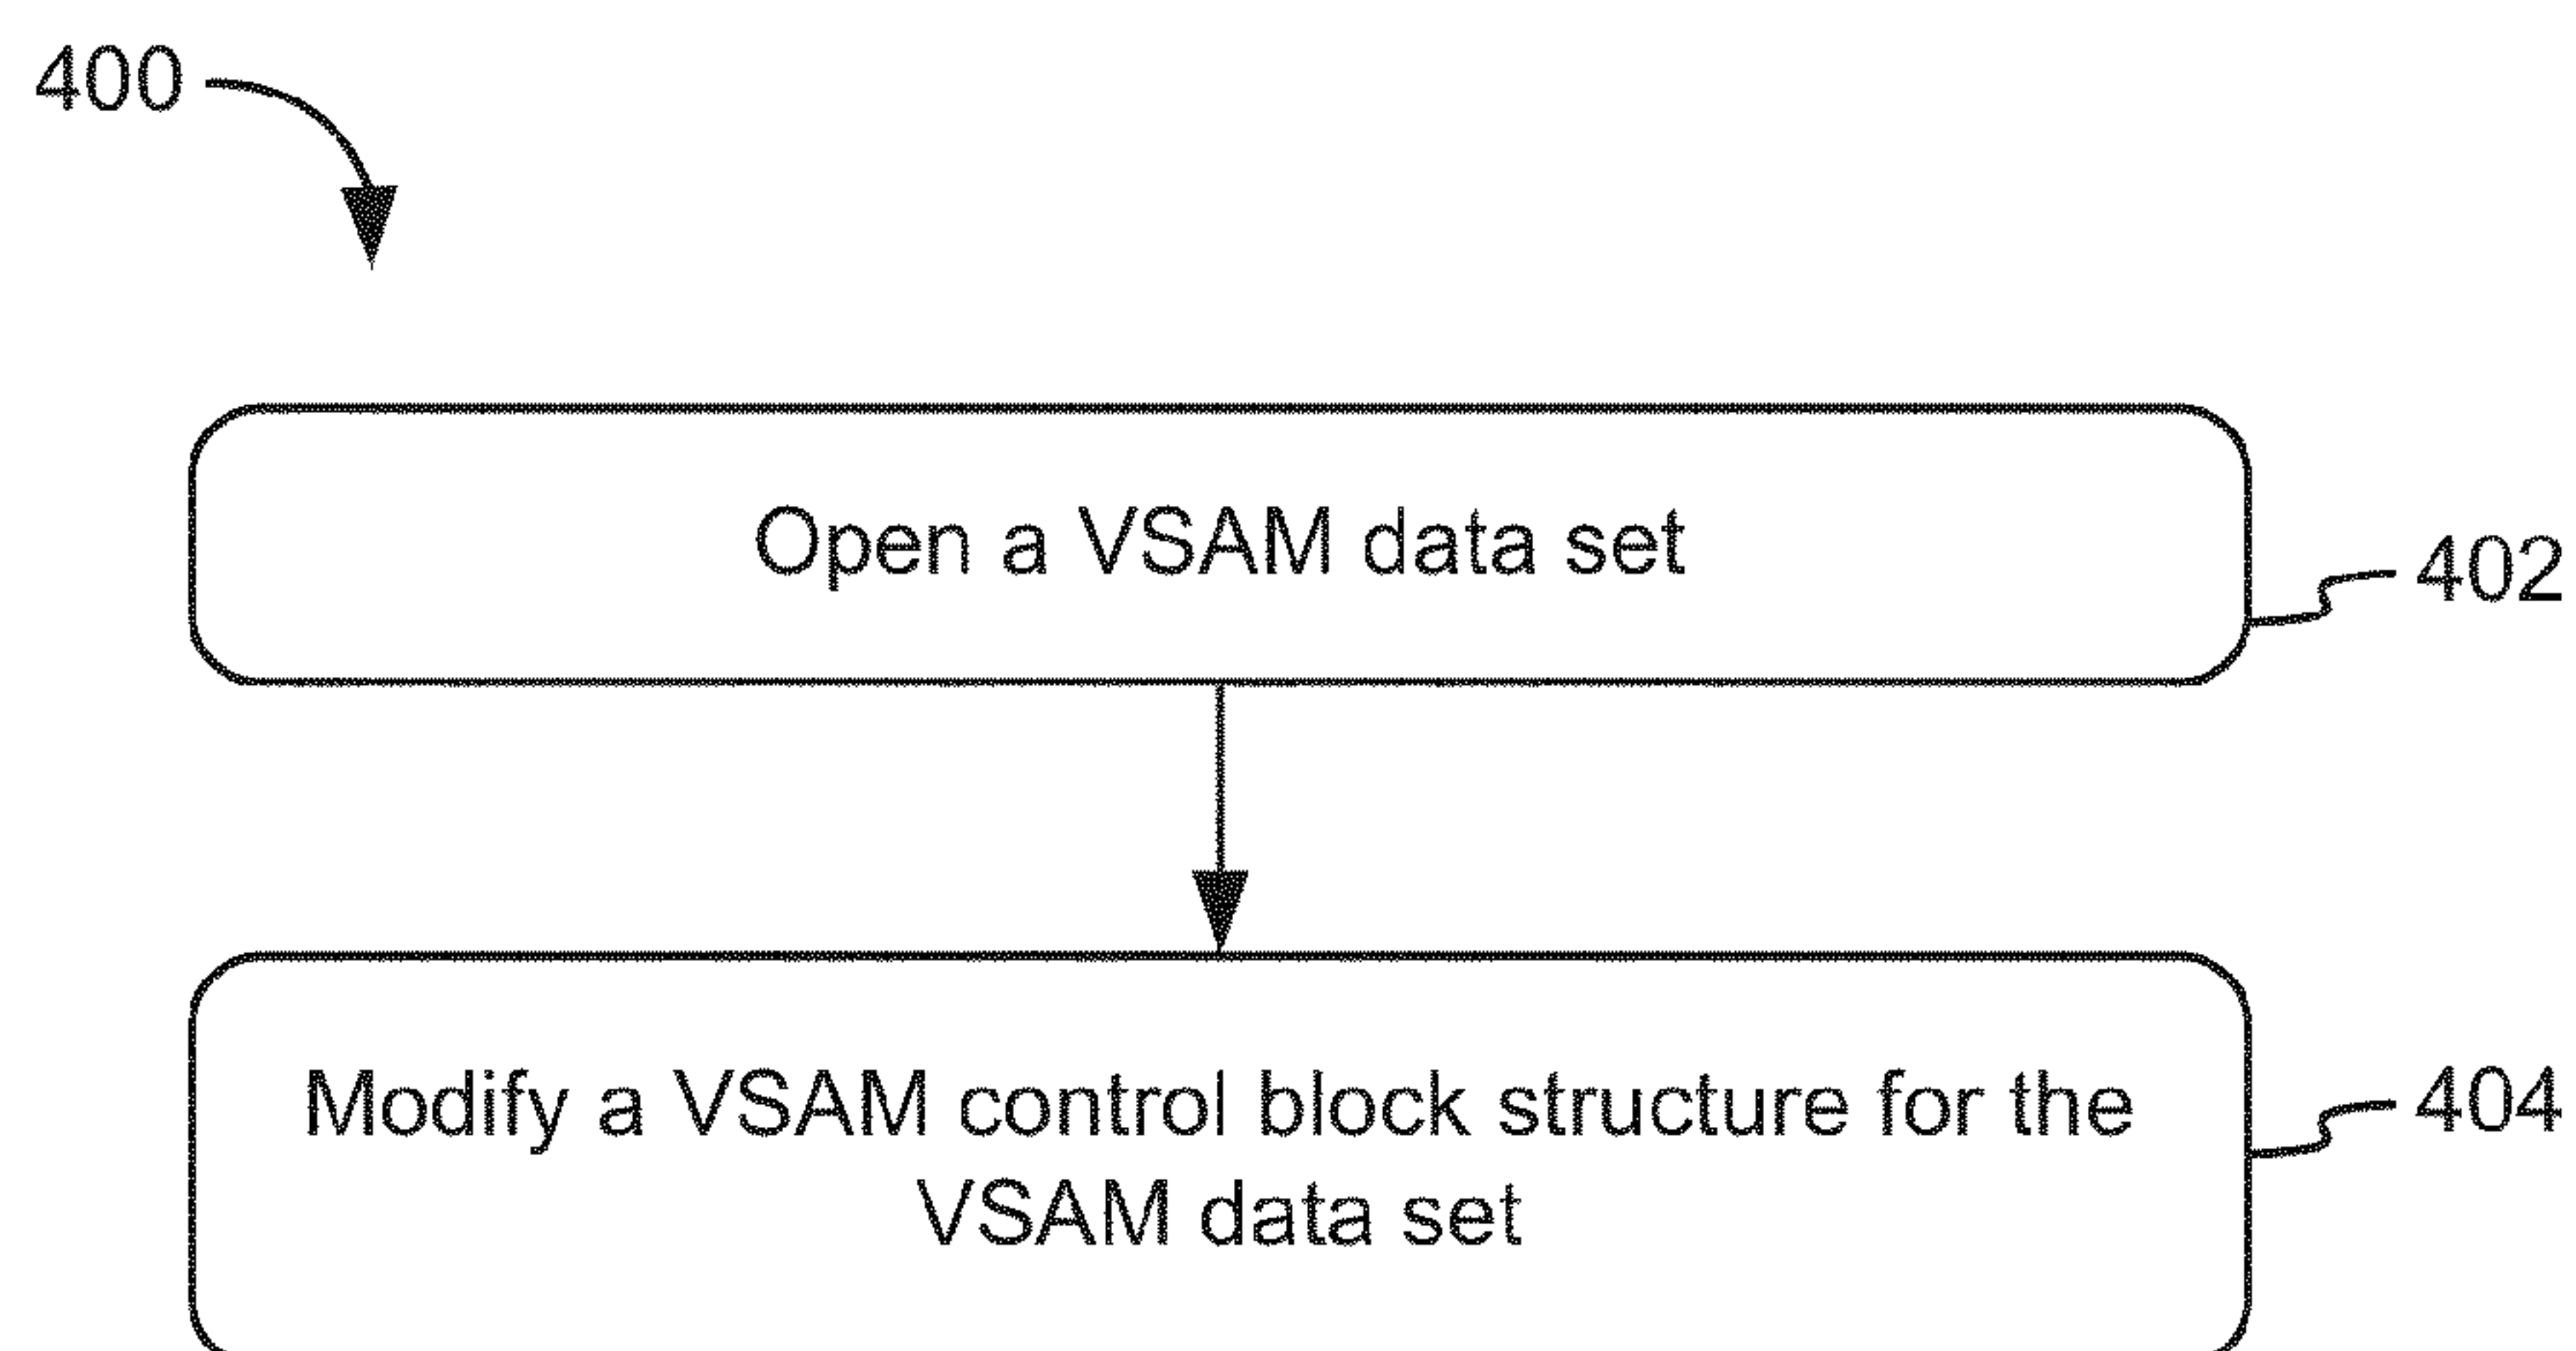 400
Open a VSAM data set
402
Modify a VSAM control block structure for the
VSAM data set
404